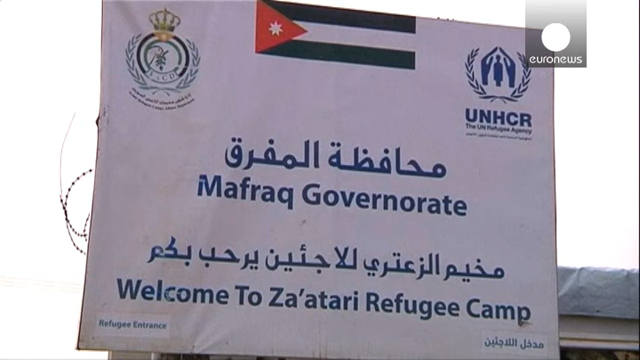 euronews
UNHCR
The UN Refugee Agency
محافظة المفرق
Mafraq Governorate
مخيم الزعتري للاجئين يرحب بكم
Welcome To Za'atari Refugee Camp
Refugee Entrance
مدخل اللاجئين